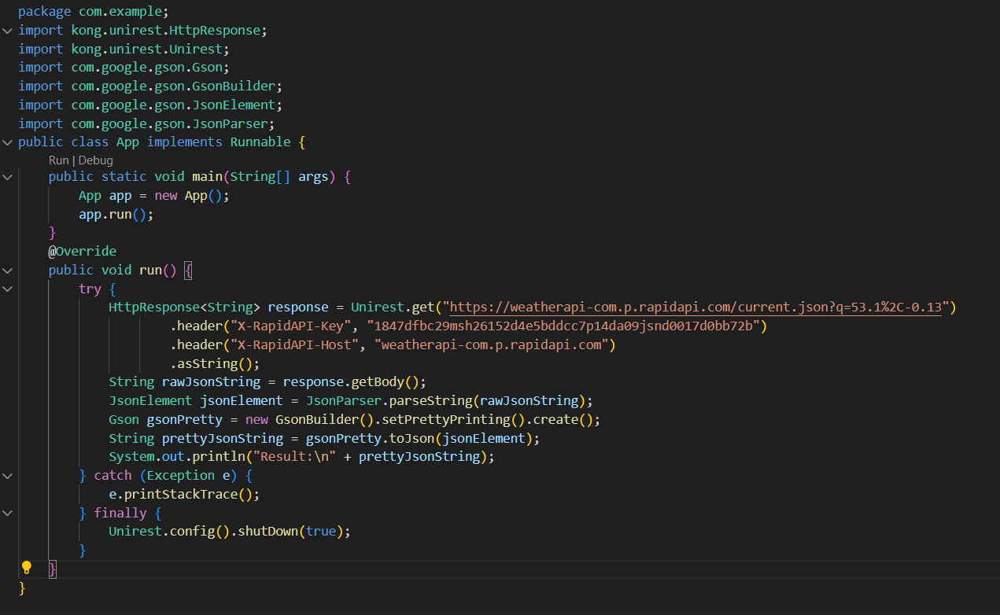 package com.example;
import kong.unirest.HttpResponse;
import kong.unirest.Unirest;
import com.google.gson.Gson;
import com.google.gson.GsonBuilder;
import com.google.gson.JsonElement;
import com.google.gson.JsonParser;
public class App implements Runnable {
Run | Debug
    public static void main(String[] args) {
        App app = new App();
        app.run();
    }
    @Override
    public void run() {
        try {
            HttpResponse<String> response = Unirest.get("https://weatherapi-com.p.rapidapi.com/current.json?q=53.1%2C-0.13")
                    .header("X-RapidAPI-Key", "1847dfbc29msh26152d4e5bddcc7p14da09jsnd0017d0bb72b")
                    .header("X-RapidAPI-Host", "weatherapi-com.p.rapidapi.com")
                    .asString();
            String rawJsonString = response.getBody();
            JsonElement jsonElement = JsonParser.parseString(rawJsonString);
            Gson gsonPretty = new GsonBuilder().setPrettyPrinting().create();
            String prettyJsonString = gsonPretty.toJson(jsonElement);
            System.out.println("Result:\n" + prettyJsonString);
        } catch (Exception e) {
            e.printStackTrace();
        } finally {
            Unirest.config().shutDown(true);
        }
    }
}